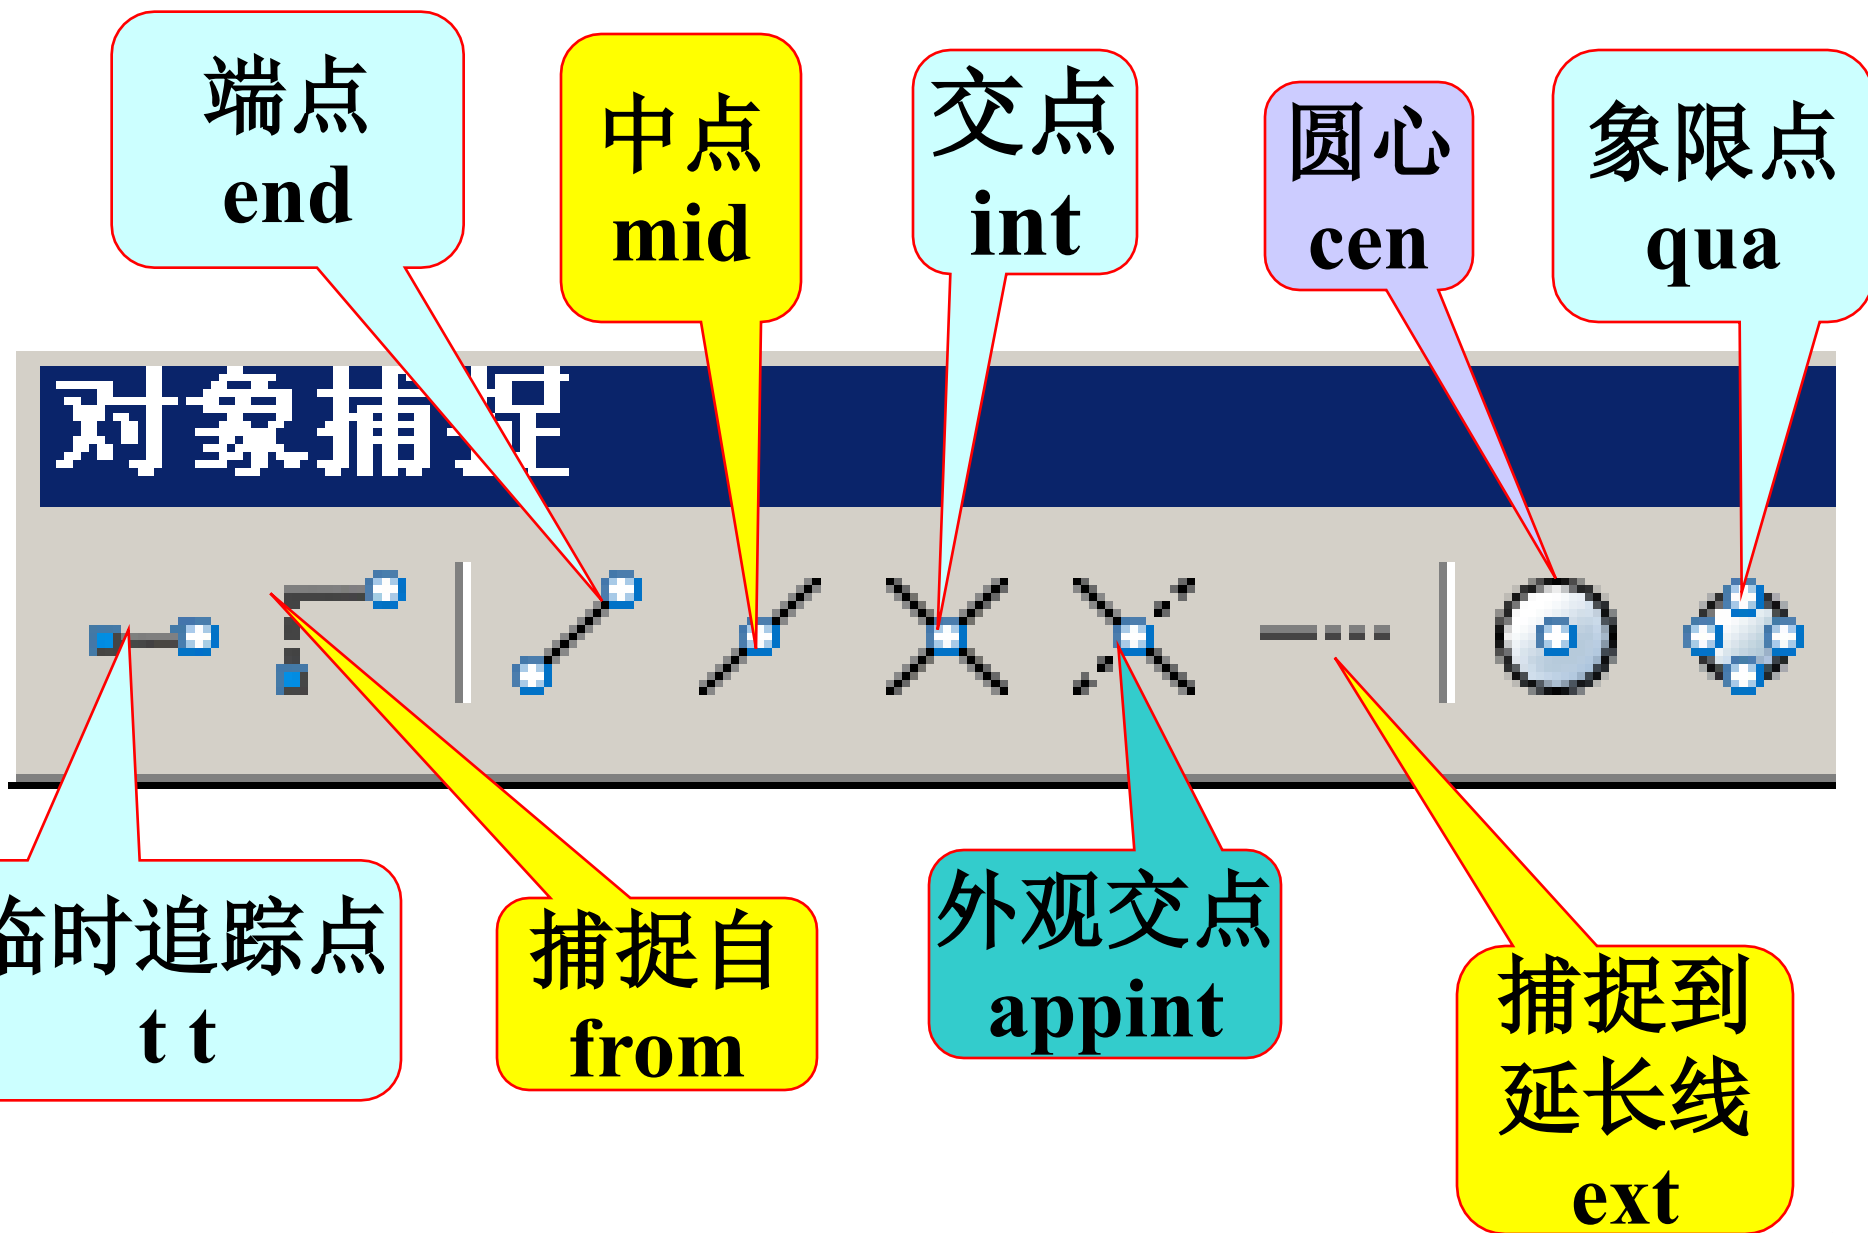 端点
end
中点
mid
交点
int
圆心
cen
象限点
qua
对象捕捉
临时追踪点
t t
捕捉自
from
外观交点
appint
捕捉到
延长线
ext